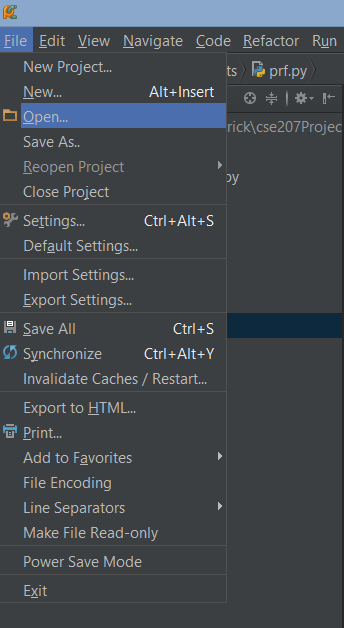 File Edit View Navigate Code Refactor Run
New Project...
ts prf.py
New... Alt+Insert
Open...
rick\cse207Projec
Save As..
Reopen Project
py
Close Project
Settings... Ctrl+Alt+S
Default Settings...
Import Settings...
Export Settings...
Save All Ctrl+S
Synchronize Ctrl+Alt+Y
Invalidate Caches / Restart...
Export to HTML...
Print...
Add to Favorites
File Encoding
Line Separators
Make File Read-only
Power Save Mode
Exit